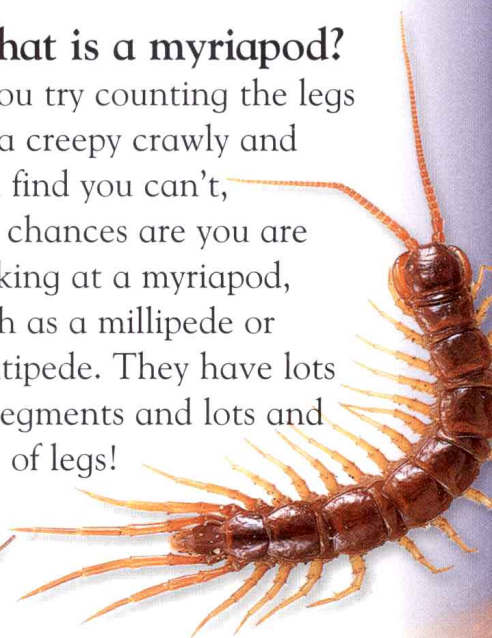 hat is a myriapod?
ou try counting the legs
a creepy crawly and
find you can't,
chances are you are
king at a myriapod,
h as a millipede or
tipede. They have lots
egments and lots and
of legs!